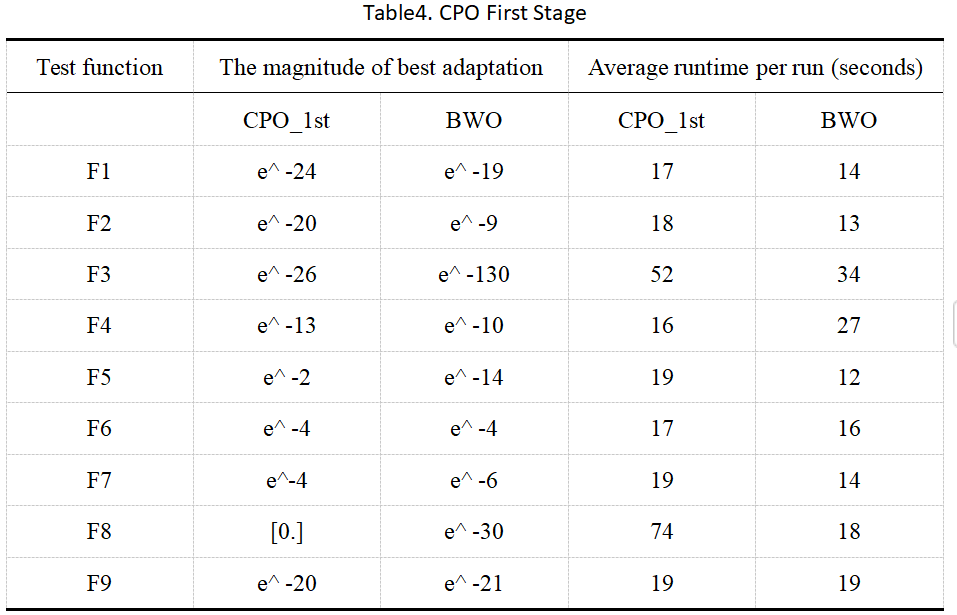 Table4. CPO First Stage
Test function The magnitude of best adaptation Average runtime per run (seconds)
CPO_1st BWO CPO_1st BWO
F1 e^ -24 e^ -19 17 14
F2 e^ -20 e^ -9 18 13
F3 e^ -26 e^ -130 52 34
F4 e^ -13 e^ -10 16 27
F5 e^ -2 e^ -14 19 12
F6 e^ -4 e^ -4 17 16
F7 e^-4 e^ -6 19 14
F8 [0.] e^ -30 74 18
F9 e^ -20 e^ -21 19 19